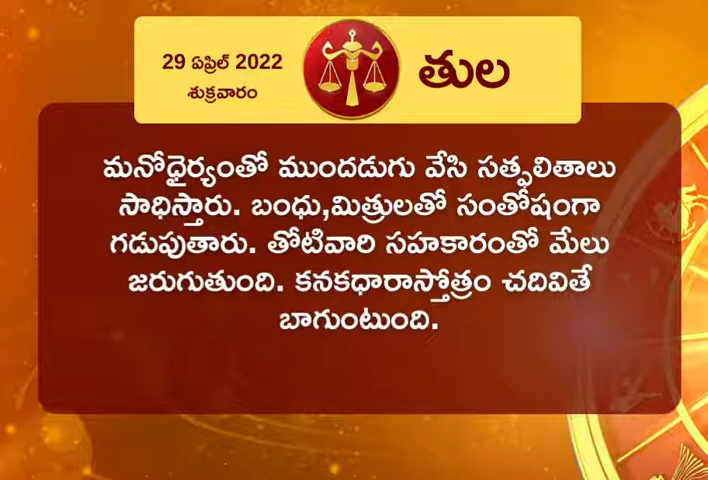 29 ఏప్రిల్ 2022
శుక్రవారం
తుల
మనోధైర్యంతో ముందడుగు వేసి సత్ఫలితాలు
సాధిస్తారు. బంధు,మిత్రులతో సంతోషంగా
గడుపుతారు. తోటివారి సహకారంతో మేలు
జరుగుతుంది. కనకధారాస్తోత్రం చదివితే
బాగుంటుంది.